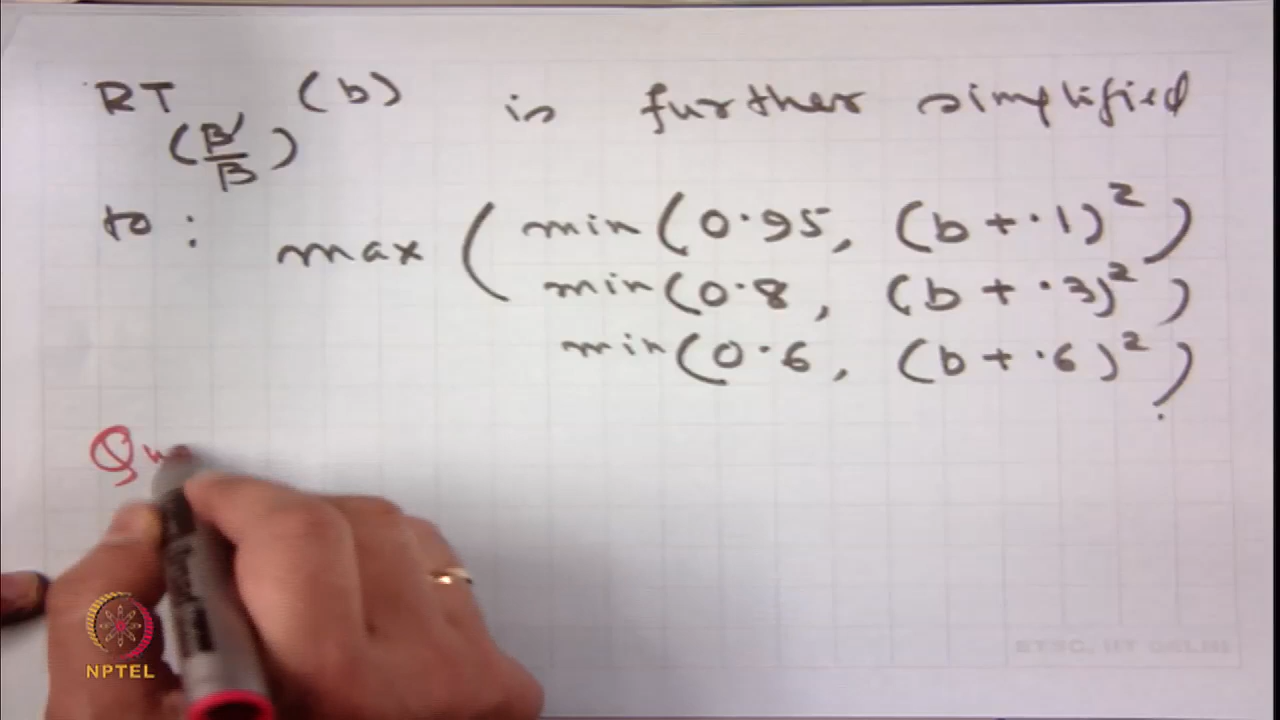 RT (B'/B) (b) is further simplified
to : max ( min(0.95, (b + .1)²)
min(0.8, (b + .3)²)
min(0.6, (b + .6)²)
NPTEL